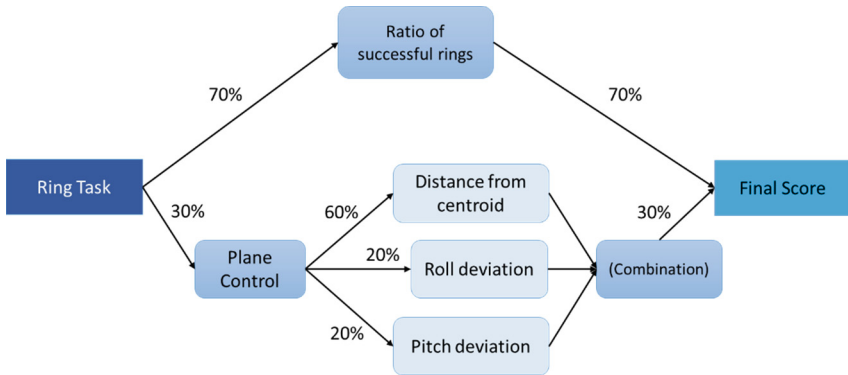 Ratio of
successful rings
70%
70%
Ring Task
30%
Plane
Control
60%
20%
20%
Distance from
centroid
Roll deviation
Pitch deviation
(Combination)
30%
Final Score